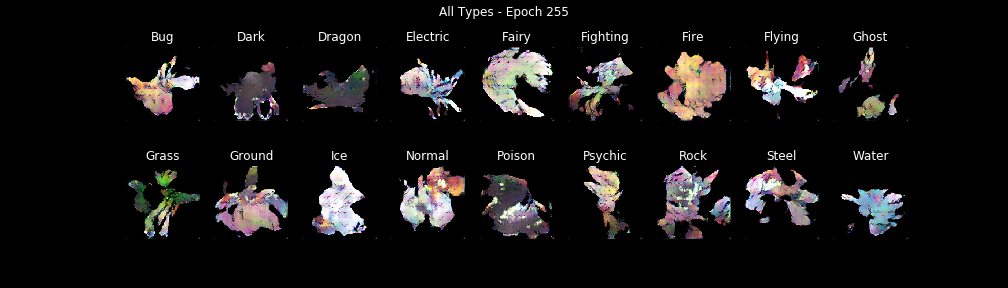 All Types - Epoch 255
Bug Dark Dragon Electric Fairy Fighting Fire Flying Ghost
Grass Ground Ice Normal Poison Psychic Rock Steel Water